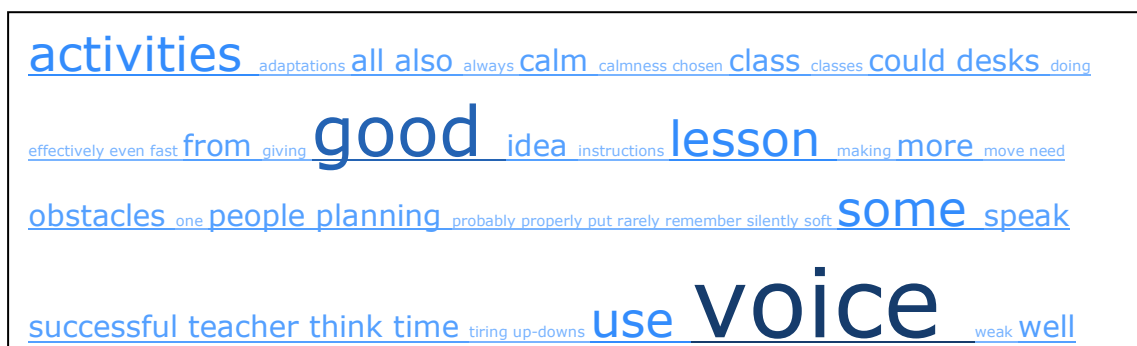 activities adaptations all also always calm calmness chosen class classes could desks doing
effectively even fast from giving good idea instructions lesson making more move need
obstacles one people planning probably properly put rarely remember silently soft some speak
successful teacher think time tiring up-downs use voice weak well